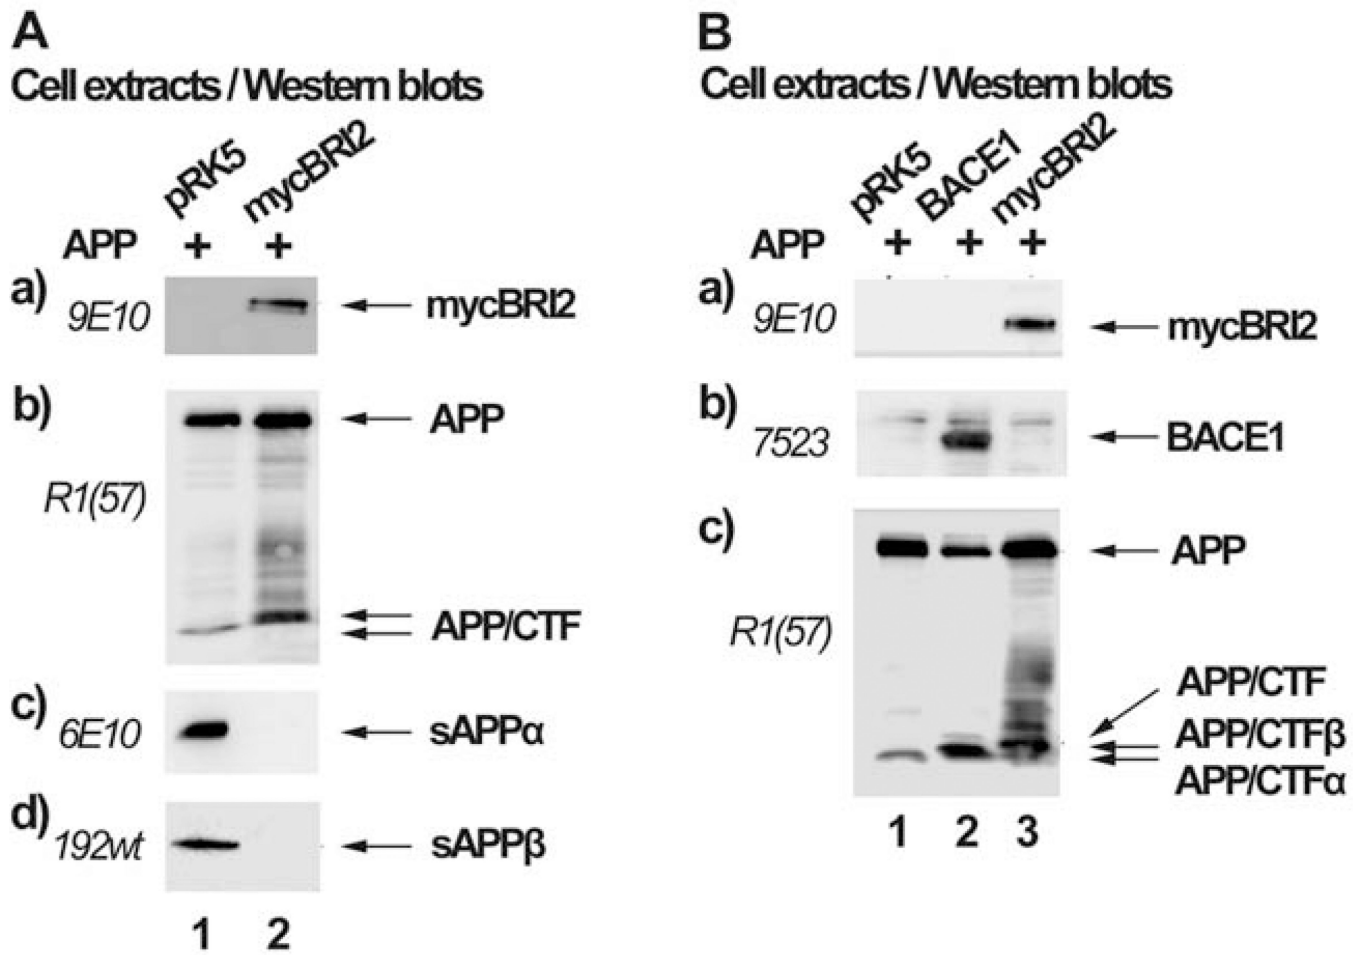 A
Cell extracts / Western blots
pRK5 mycBRI2
APP + +
a) 9E10 mycBRI2
b) R1(57) APP
APP/CTF
c) 6E10 sAPPα
d) 192wt sAPPβ
1 2
B
Cell extracts / Western blots
pRK5 BACE1 mycBRI2
APP + + +
a) 9E10 mycBRI2
b) 7523 BACE1
c) R1(57) APP
APP/CTF
APP/CTFβ
APP/CTFα
1 2 3